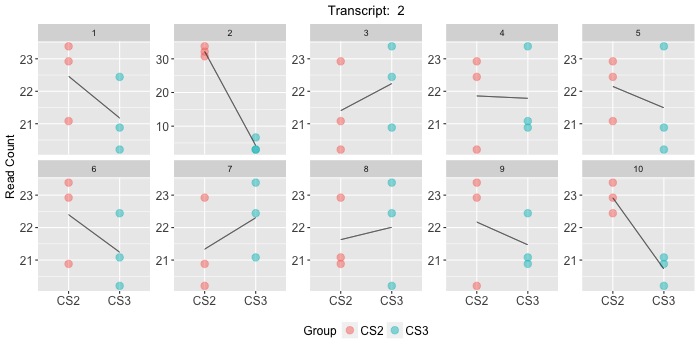 Transcript: 2
1 2 3 4 5
23 30 23 23 23
22 20 22 22 22
21 10 21 21 21
Read Count
6 7 8 9 10
23 23 23 23 23
22 22 22 22 22
21 21 21 21 21
CS2 CS3 CS2 CS3 CS2 CS3 CS2 CS3 CS2 CS3
Group CS2 CS3